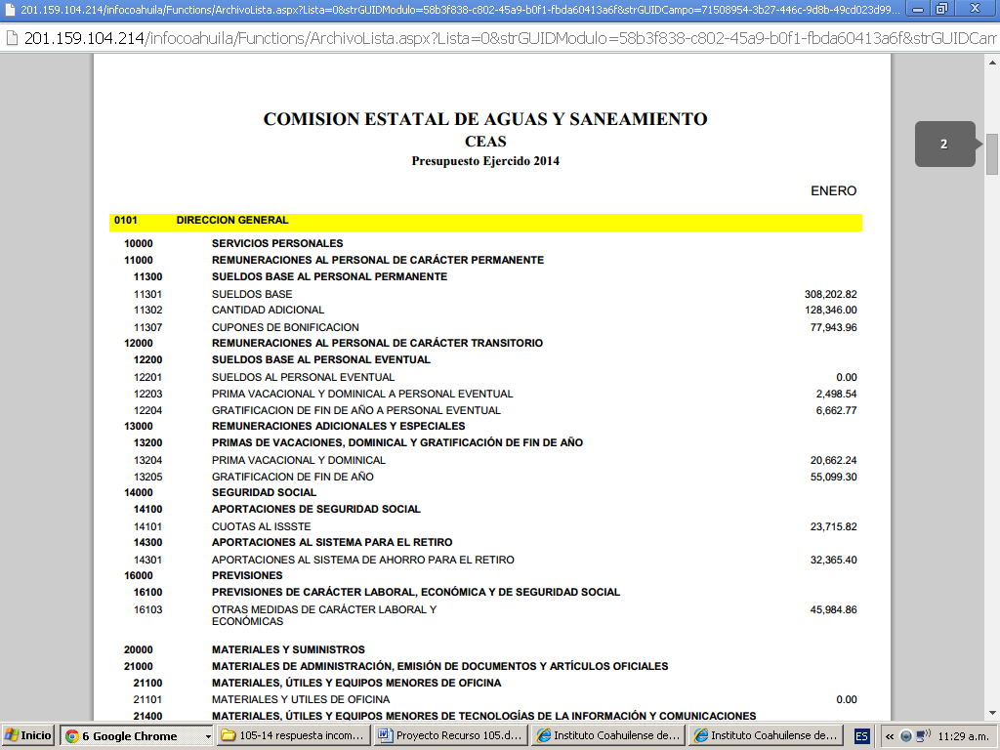 201.159.104.214/infocoahuila/Functions/ArchivoLista.aspx?Lista=0&strGUIDModulo=58b3f838-c802-45a9-b0f1-fbda60413a6f&strGUIDCampo=71508954-3b27-446c-9d8b-49cd023d99...
201.159.104.214/infocoahuila/Functions/ArchivoLista.aspx?Lista=0&strGUIDModulo=58b3f838-c802-45a9-b0f1-fbda60413a6f&strGUIDCam
COMISION ESTATAL DE AGUAS Y SANEAMIENTO
CEAS
2
Presupuesto Ejercido 2014
ENERO
0101 DIRECCION GENERAL
10000 SERVICIOS PERSONALES
11000 REMUNERACIONES AL PERSONAL DE CARÁCTER PERMANENTE
11300 SUELDOS BASE AL PERSONAL PERMANENTE
11301 SUELDOS BASE 308,202.82
11302 CANTIDAD ADICIONAL 128,346.00
11307 CUPONES DE BONIFICACION 77,943.96
12000 REMUNERACIONES AL PERSONAL DE CARÁCTER TRANSITORIO
12200 SUELDOS BASE AL PERSONAL EVENTUAL
12201 SUELDOS AL PERSONAL EVENTUAL 0.00
12203 PRIMA VACACIONAL Y DOMINICAL A PERSONAL EVENTUAL 2,498.54
12204 GRATIFICACION DE FIN DE AÑO A PERSONAL EVENTUAL 6,662.77
13000 REMUNERACIONES ADICIONALES Y ESPECIALES
13200 PRIMAS DE VACACIONES, DOMINICAL Y GRATIFICACIÓN DE FIN DE AÑO
13204 PRIMA VACACIONAL Y DOMINICAL 20,662.24
13205 GRATIFICACION DE FIN DE AÑO 55,099.30
14000 SEGURIDAD SOCIAL
14100 APORTACIONES DE SEGURIDAD SOCIAL
14101 CUOTAS AL ISSSTE 23,715.82
14300 APORTACIONES AL SISTEMA PARA EL RETIRO
14301 APORTACIONES AL SISTEMA DE AHORRO PARA EL RETIRO 32,365.40
16000 PREVISIONES
16100 PREVISIONES DE CARÁCTER LABORAL, ECONÓMICA Y DE SEGURIDAD SOCIAL
16103 OTRAS MEDIDAS DE CARÁCTER LABORAL Y 45,984.86
ECONÓMICAS
20000 MATERIALES Y SUMINISTROS
21000 MATERIALES DE ADMINISTRACIÓN, EMISIÓN DE DOCUMENTOS Y ARTÍCULOS OFICIALES
21100 MATERIALES, ÚTILES Y EQUIPOS MENORES DE OFICINA
21101 MATERIALES Y UTILES DE OFICINA 0.00
21400 MATERIALES, ÚTILES Y EQUIPOS MENORES DE TECNOLOGÍAS DE LA INFORMACIÓN Y COMUNICACIONES
Inicio 6 Google Chrome 105-14 respuesta incom... Proyecto Recurso 105.d... Instituto Coahuilense de... Instituto Coahuilense de... ES « 11:29 a.m.